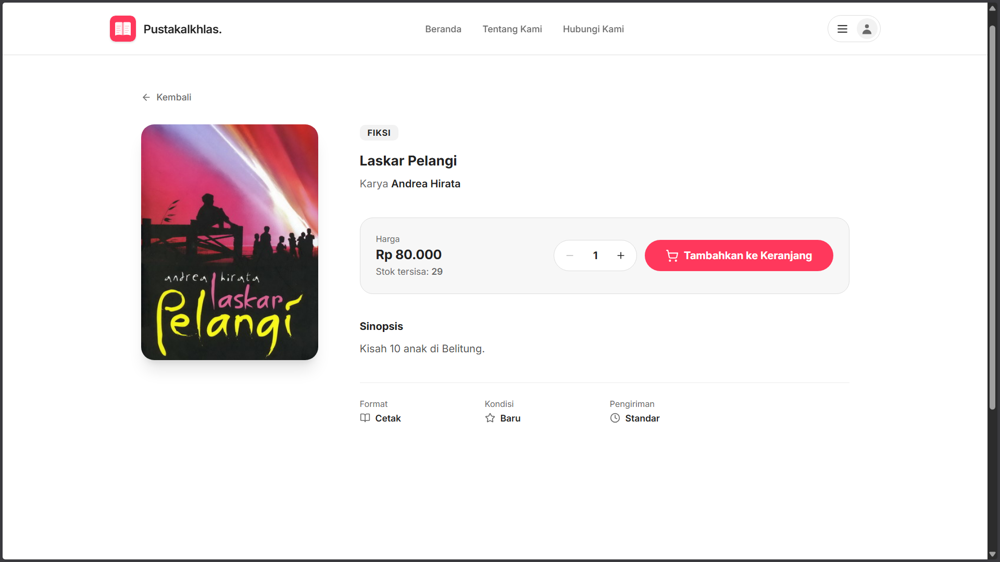 PustakaIkhlas.
Beranda
Tentang Kami
Hubungi Kami
Kembali
andrea hirata
laskar
Pelangi
FIKSI
Laskar Pelangi
Karya Andrea Hirata
Harga
Rp 80.000
Stok tersisa: 29
1
Tambahkan ke Keranjang
Sinopsis
Kisah 10 anak di Belitung.
Format
Cetak
Kondisi
Baru
Pengiriman
Standar